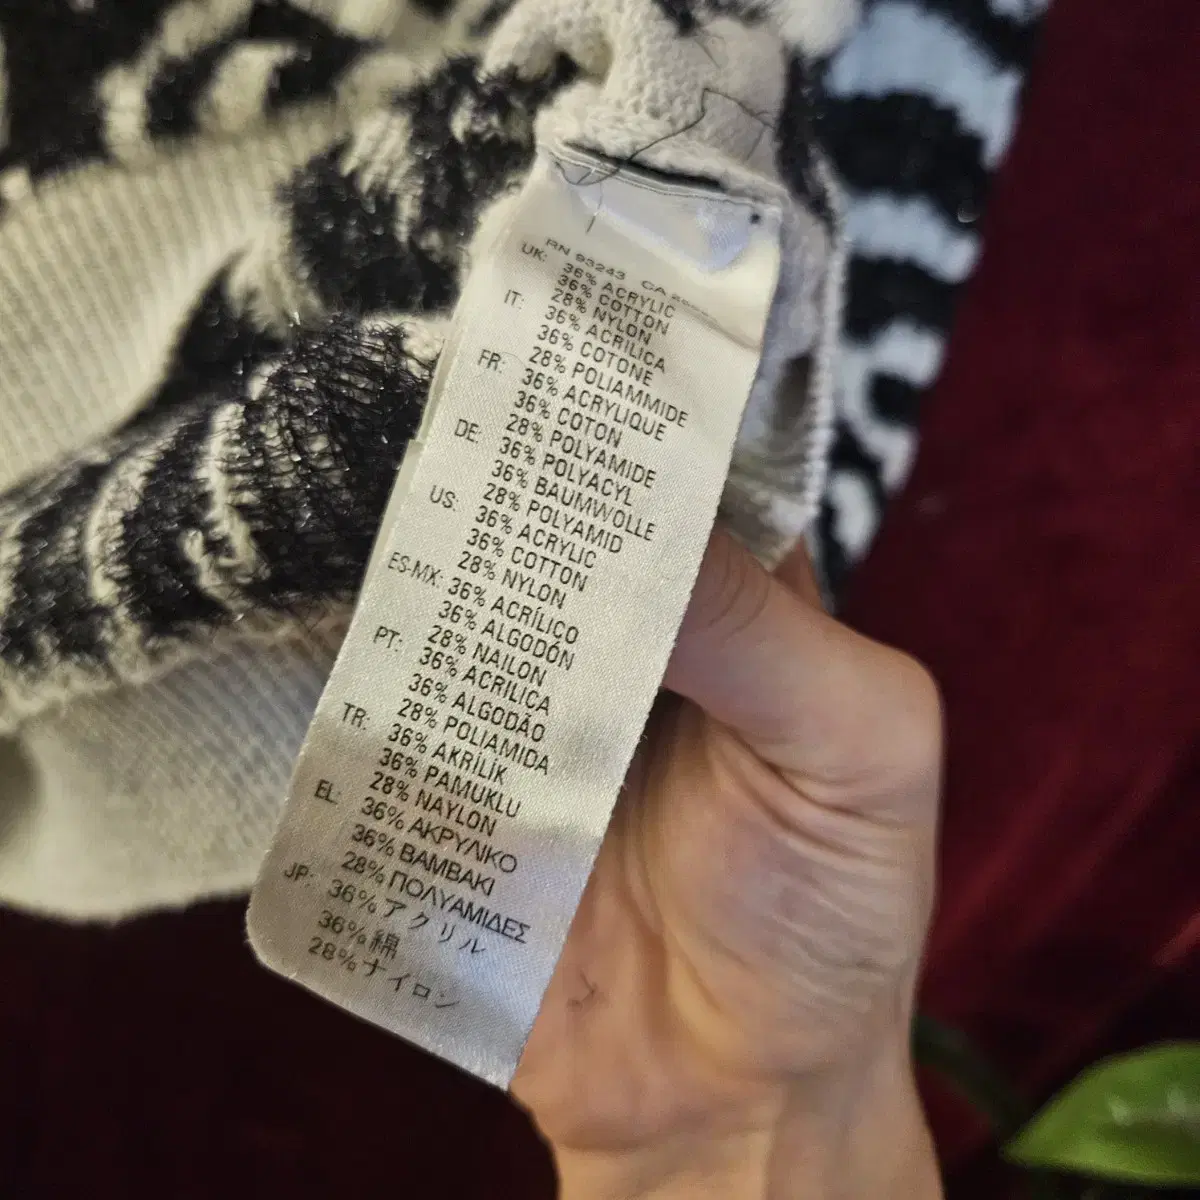 RN 93243 CA
UK: 36% ACRYLIC
36% COTTON
28% NYLON
IT: 36% ACRILICA
36% COTONE
28% POLIAMMIDE
FR: 36% ACRYLIQUE
36% COTON
28% POLYAMIDE
DE: 36% POLYACYL
36% BAUMWOLLE
28% POLYAMID
US: 36% ACRYLIC
36% COTTON
28% NYLON
ES-MX: 36% ACRÍLICO
36% ALGODÓN
28% NAILON
PT: 36% ACRILICA
36% ALGODÃO
28% POLIAMIDA
TR: 36% AKRİLİK
36% PAMUKLU
28% NAYLON
EL: 36% ΑΚΡΥΛΙΚΟ
36% ΒΑΜΒΑΚΙ
28% ΠΟΛΥΑΜΙΔΕΣ
JP: 36% アクリル
36% 綿
28% ナイロン